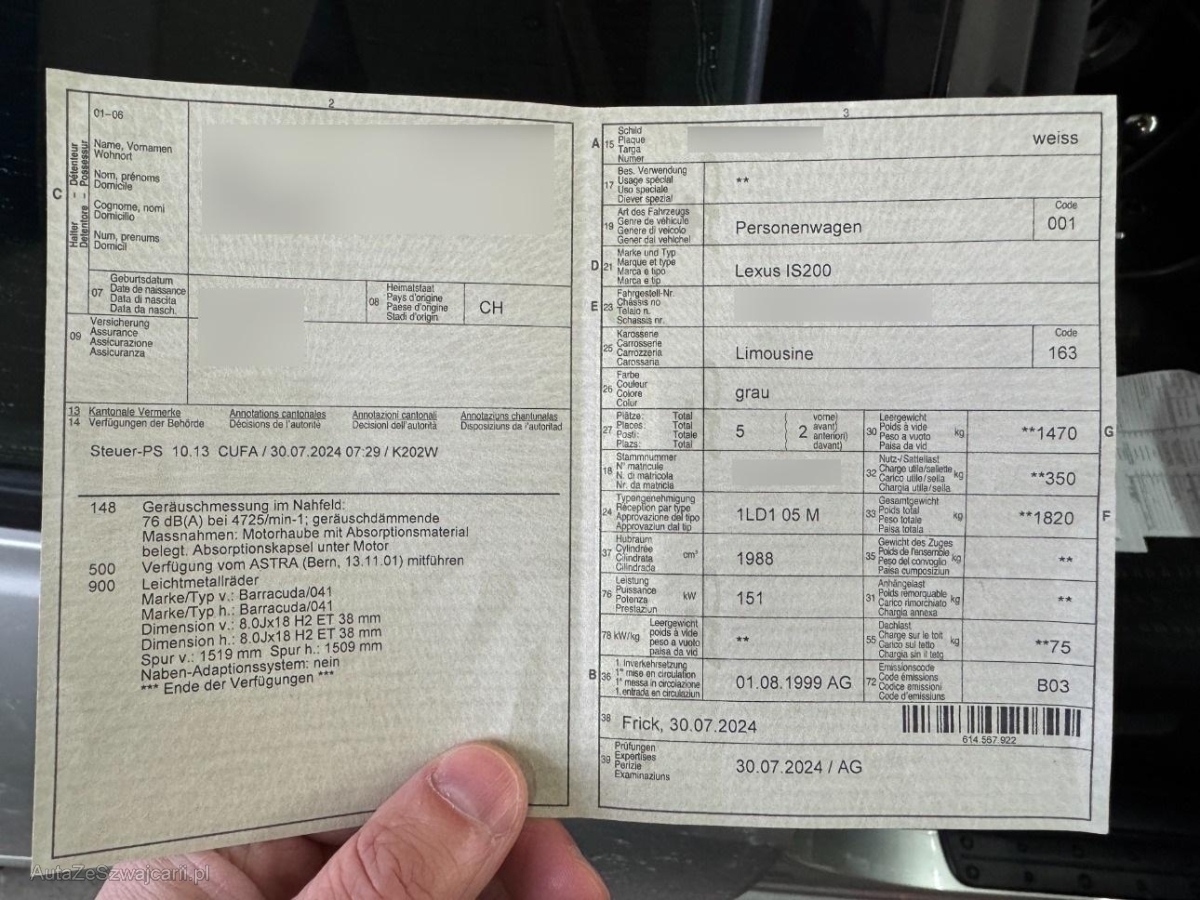 2
01-06
C
Halter - Détenteur
Detentore - Possessur
Name, Vornamen
Wohnort
Nom, prénoms
Domicile
Cognome, nomi
Domicilio
Num, prenums
Domicil
07
Geburtsdatum
Date de naissance
Data di nascita
Data da nasch.
08
Heimatstaat
Pays d'origine
Paese d'origine
Stadi d'origin
CH
09
Versicherung
Assurance
Assicurazione
Assicuranza
13 Kantonale Vermerke Annotations cantonales Annotazioni cantonali Annotaziuns chantunalas
14 Verfügungen der Behörde Décisions de l'autorité Decisioni dell'autorità Disposiziuns da l'autoritad
Steuer-PS 10.13 CUFA / 30.07.2024 07:29 / K202W
148 Geräuschmessung im Nahfeld:
76 dB(A) bei 4725/min-1; geräuschdämmende
Massnahmen: Motorhaube mit Absorptionsmaterial
belegt. Absorptionskapsel unter Motor
500 Verfügung vom ASTRA (Bern, 13.11.01) mitführen
900 Leichtmetallräder
Marke/Typ v.: Barracuda/041
Marke/Typ h.: Barracuda/041
Dimension v.: 8.0Jx18 H2 ET 38 mm
Dimension h.: 8.0Jx18 H2 ET 38 mm
Spur v.: 1519 mm Spur h.: 1509 mm
Naben-Adaptionssystem: nein
*** Ende der Verfügungen ***
3
A 15
Schild
Plaque
Targa
Numer
weiss
17
Bes. Verwendung
Usage spécial
Uso speciale
Diever spezial
**
19
Art des Fahrzeugs
Genre de véhicule
Genere di veicolo
Gener dal vehichel
Personenwagen
Code
001
D 21
Marke und Typ
Marque et type
Marca e tipo
Marca e tip
Lexus IS200
E 23
Fahrgestell-Nr.
Châssis no
Telaio n.
Schassis nr.
25
Karosserie
Carrosserie
Carrozzeria
Carossaria
Limousine
Code
163
26
Farbe
Couleur
Colore
Colur
grau
27
Plätze: Total
Places: Total
Posti: Totale
Plazs: Total
5
2
vorne)
avant)
anteriori)
davant)
30
Leergewicht
Poids à vide
Peso a vuoto
Paisa da vid
kg
**1470
G
18
Stammnummer
N° matricule
N. di matricola
Nr. da matricla
32
Nutz-/Sattellast
Charge utile/sellette
Carico utile/sella
Chargia utila/sella
kg
**350
24
Typengenehmigung
Réception par type
Approvazione del tipo
Approvaziun dal tip
1LD1 05 M
33
Gesamtgewicht
Poids total
Peso totale
Paisa totala
kg
**1820
F
37
Hubraum
Cylindrée
Cilindrata
Cilindrada
cm³
1988
35
Gewicht des Zuges
Poids de l'ensemble
Peso del convoglio
Paisa cumposiziun
kg
**
76
Leistung
Puissance
Potenza
Prestaziun
kW
151
31
Anhängelast
Poids remorquable
Carico rimorchiato
Chargia annexa
kg
**
78 kW/kg
Leergewicht
poids à vide
peso a vuoto
paisa da vid
**
55
Dachlast
Charge sur le toit
Carico sul tetto
Chargia sin il tetg
kg
**75
B 36
1. Inverkehrsetzung
1re mise en circulation
1a messa in circolazione
1. entrada en circulaziun
01.08.1999 AG
72
Emissionscode
Code émissions
Codice emissioni
Code d'emissiuns
B03
38 Frick, 30.07.2024
614 567 922
39
Prüfungen
Expertises
Perizie
Examinaziuns
30.07.2024 / AG
AutaZeSzwajcarii.pl